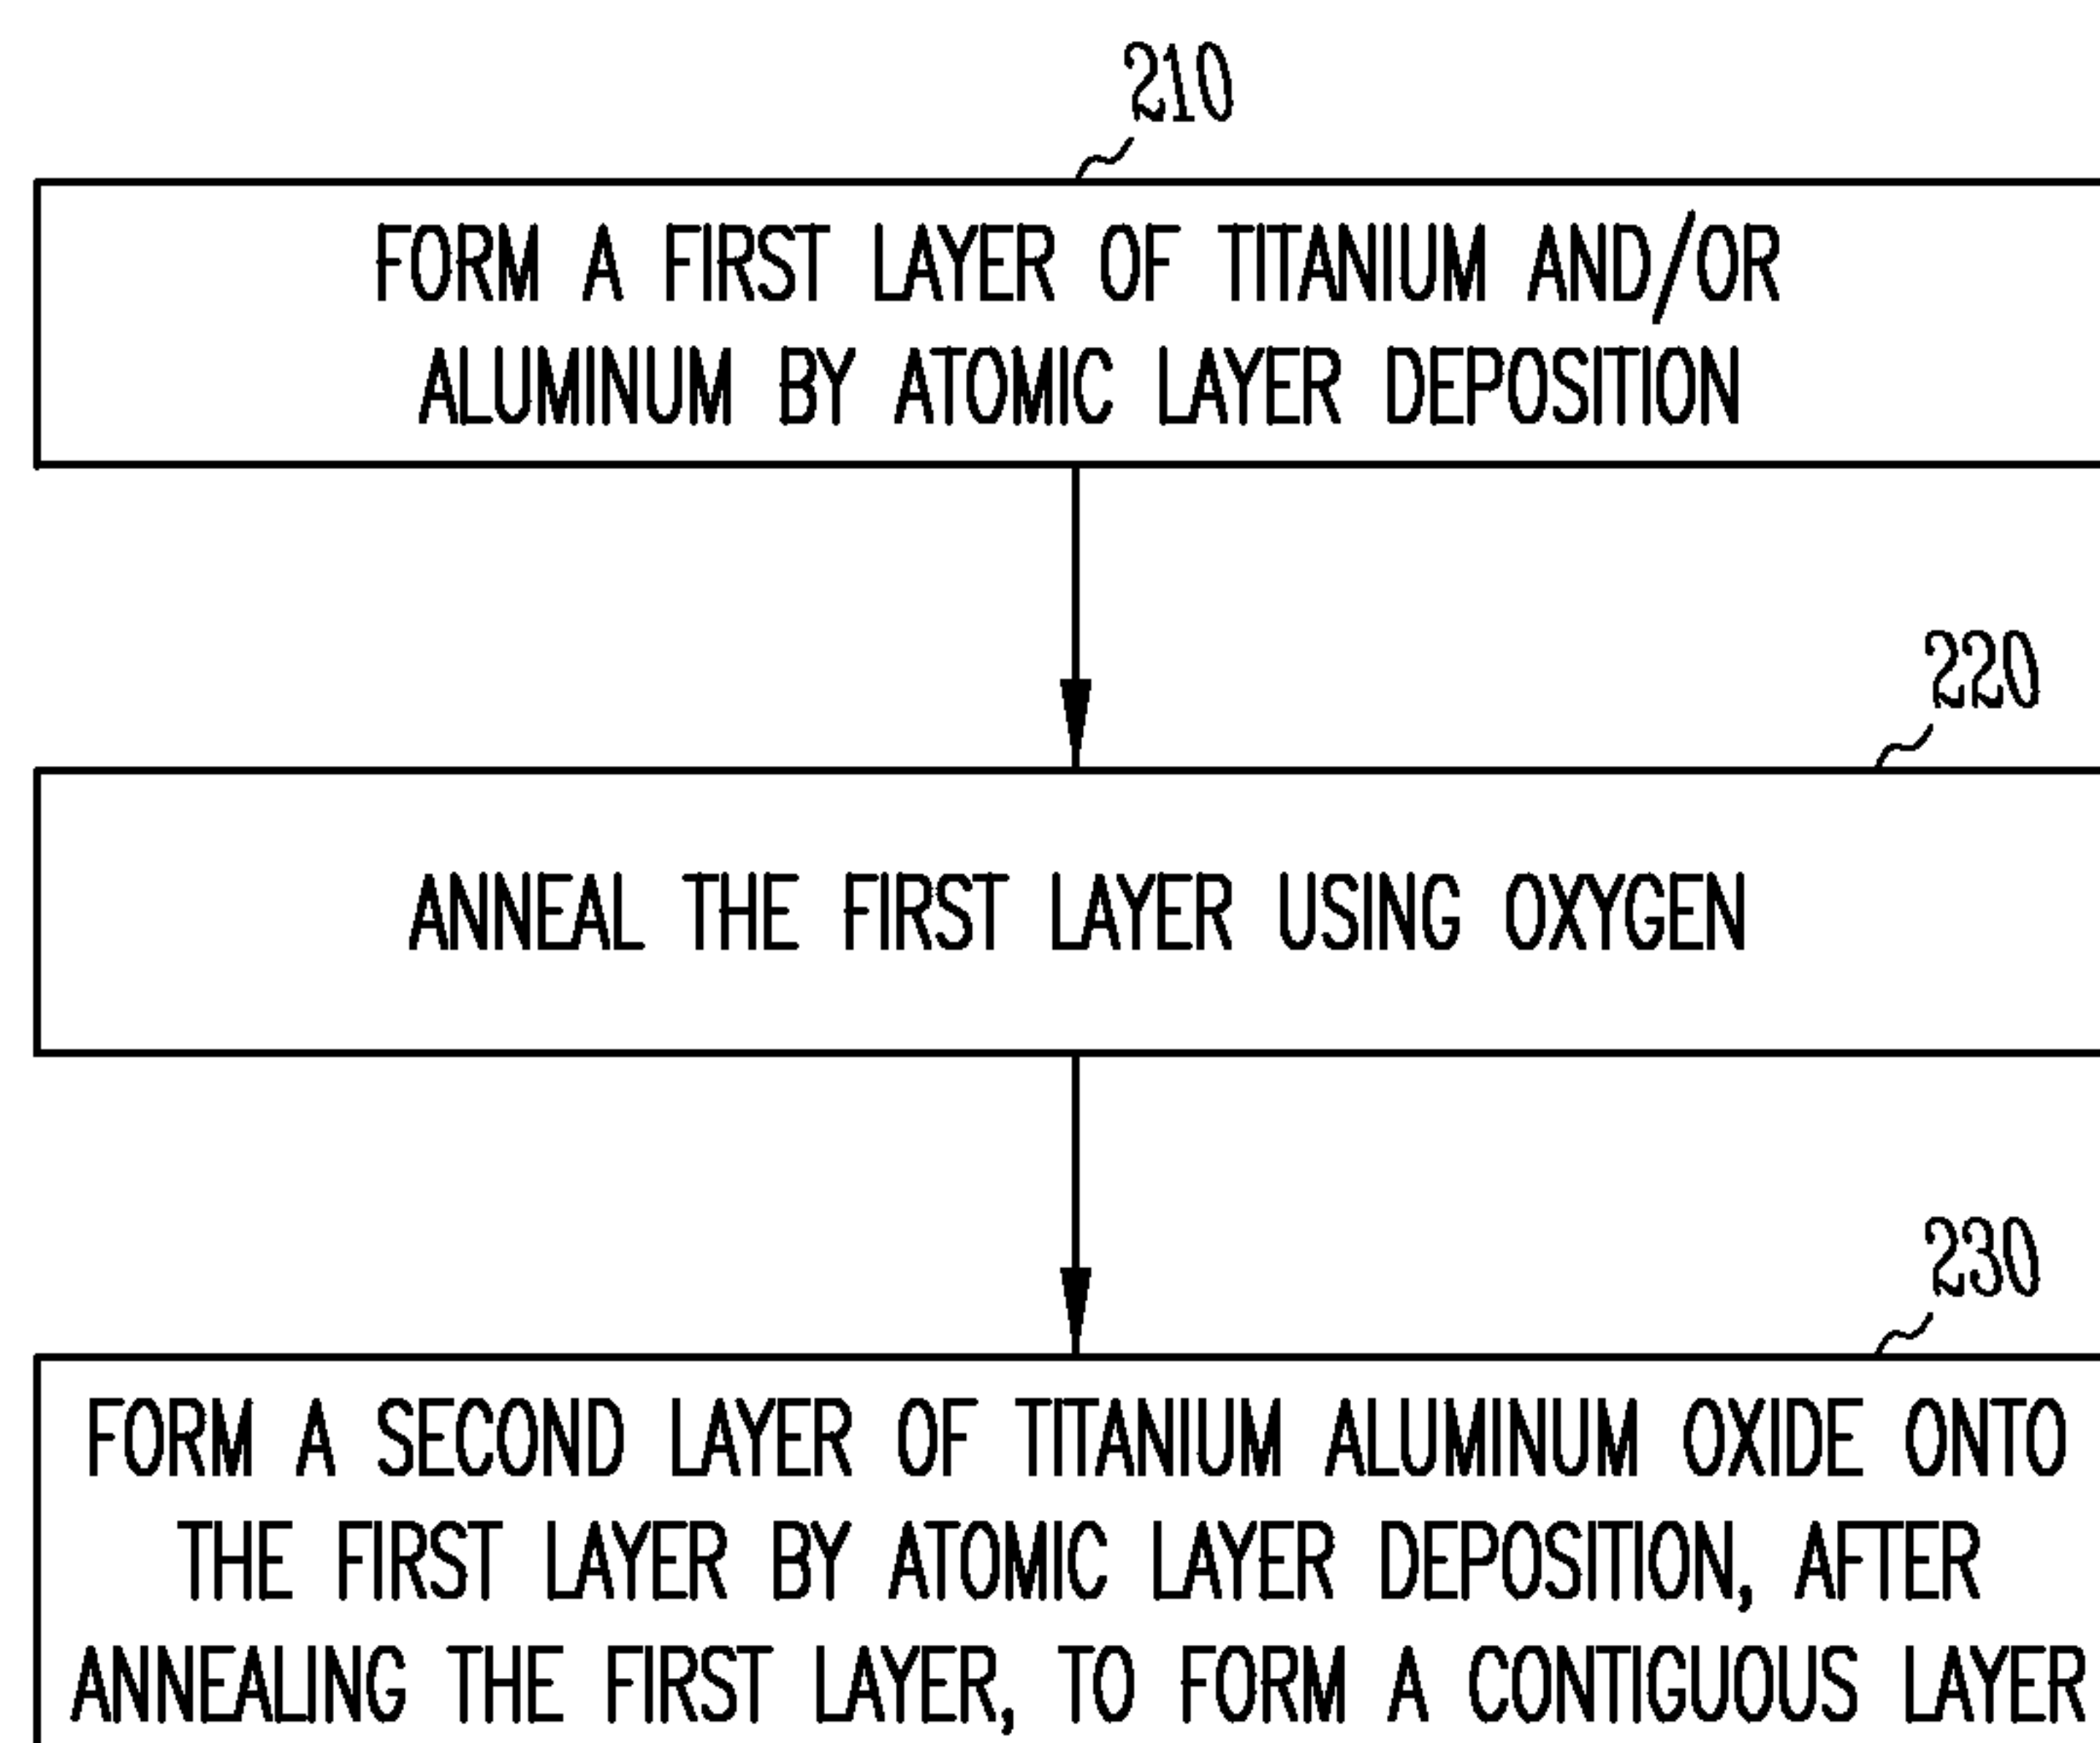 210
FORM A FIRST LAYER OF TITANIUM AND/OR
ALUMINUM BY ATOMIC LAYER DEPOSITION
220
ANNEAL THE FIRST LAYER USING OXYGEN
230
FORM A SECOND LAYER OF TITANIUM ALUMINUM OXIDE ONTO
THE FIRST LAYER BY ATOMIC LAYER DEPOSITION, AFTER
ANNEALING THE FIRST LAYER, TO FORM A CONTIGUOUS LAYER